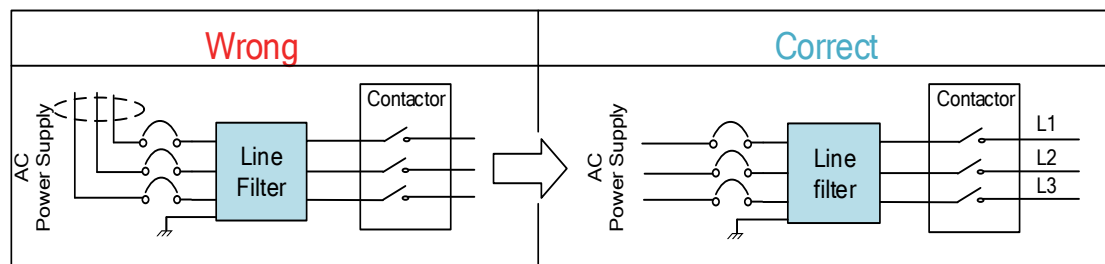 Wrong
Correct
AC
Power Supply
Line
Filter
Contactor
AC
Power Supply
Line
filter
Contactor
L1
L2
L3